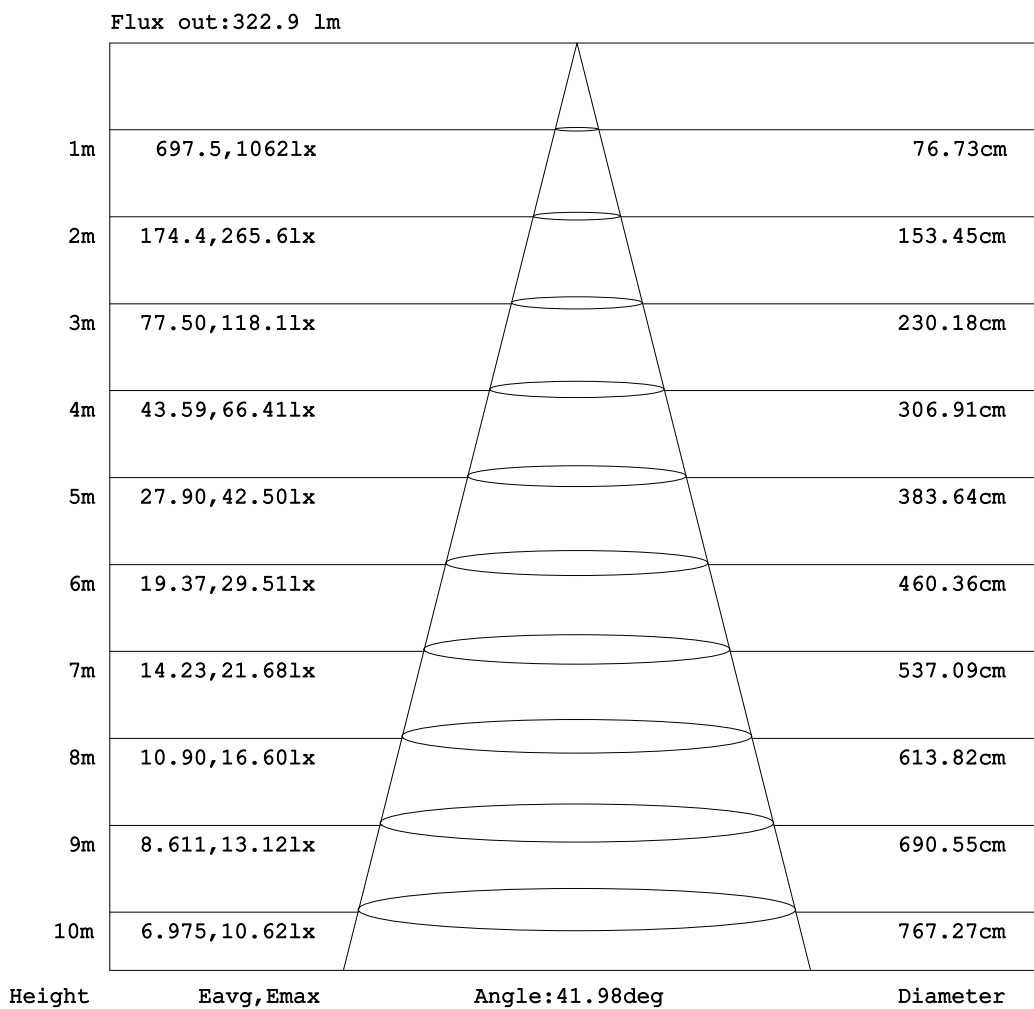 Flux out:322.9 lm
1m 697.5,1062lx 76.73cm
2m 174.4,265.6lx 153.45cm
3m 77.50,118.1lx 230.18cm
4m 43.59,66.41lx 306.91cm
5m 27.90,42.50lx 383.64cm
6m 19.37,29.51lx 460.36cm
7m 14.23,21.68lx 537.09cm
8m 10.90,16.60lx 613.82cm
9m 8.611,13.12lx 690.55cm
10m 6.975,10.62lx 767.27cm
Height Eavg,Emax Angle:41.98deg Diameter